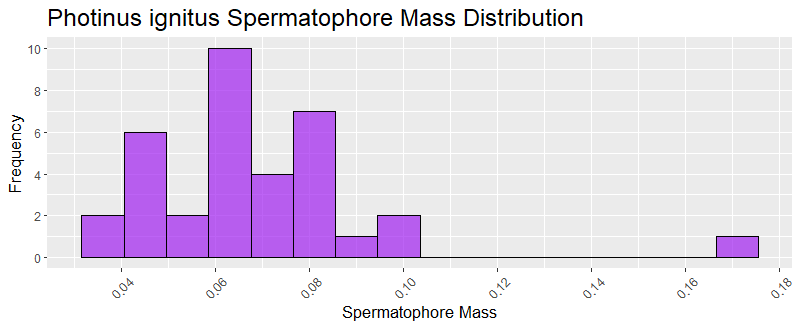 Photinus ignitus Spermatophore Mass Distribution
10
8
6
4
2
0
Frequency
0.04 0.06 0.08 0.10 0.12 0.14 0.16 0.18
Spermatophore Mass